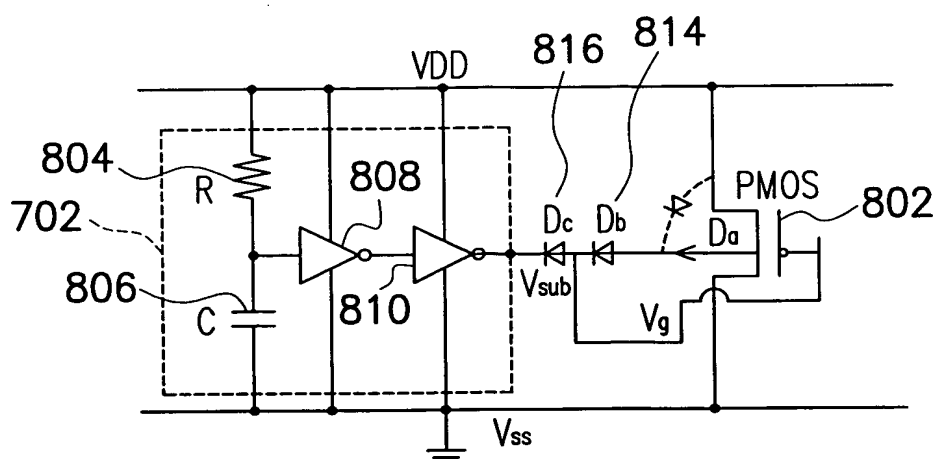 816
814
VDD
804
R
808
PMOS
802
702
Dc
Db
Da
806
C
810
Vsub
Vg
Vss